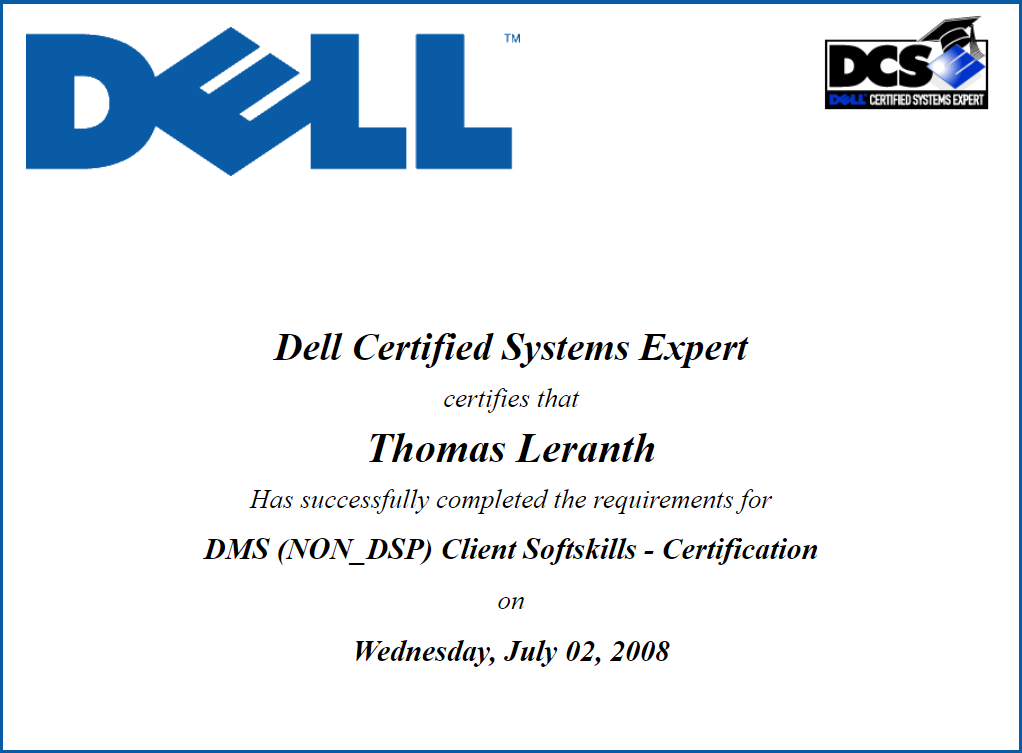 DELL™
DCSE
DELL CERTIFIED SYSTEMS EXPERT
Dell Certified Systems Expert
certifies that
Thomas Leranth
Has successfully completed the requirements for
DMS (NON_DSP) Client Softskills - Certification
on
Wednesday, July 02, 2008